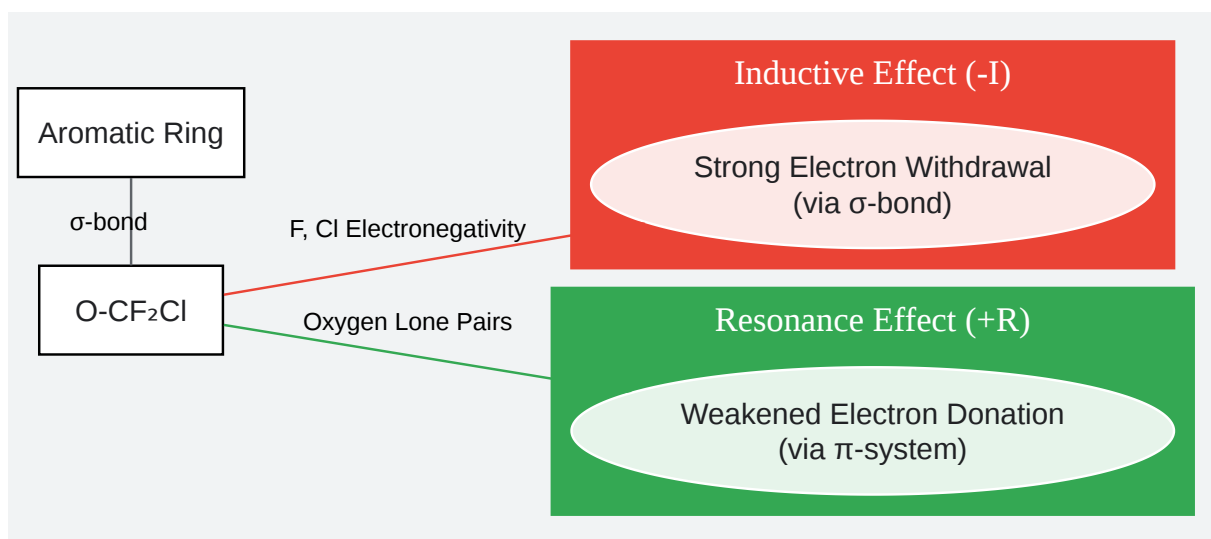 Aromatic Ring
σ-bond
O-CF₂Cl
F, Cl Electronegativity
Oxygen Lone Pairs
Inductive Effect (-I)
Strong Electron Withdrawal
(via σ-bond)
Resonance Effect (+R)
Weakened Electron Donation
(via π-system)